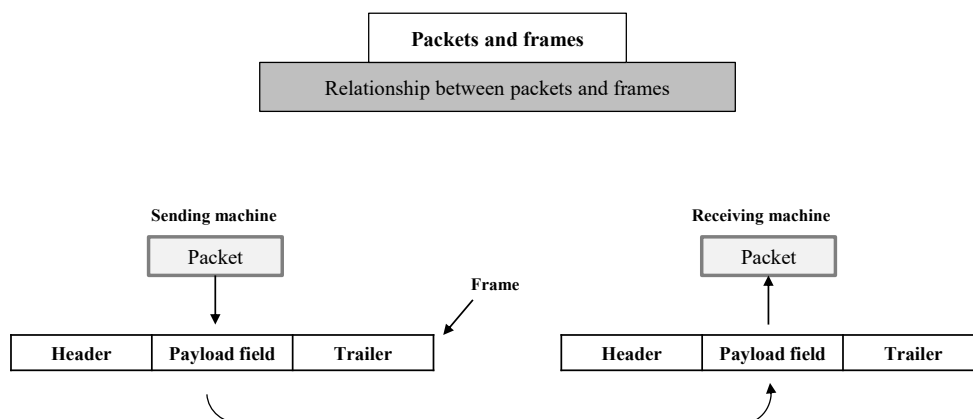 Packets and frames
Relationship between packets and frames
Sending machine
Receiving machine
Packet
Packet
Frame
Header
Payload field
Trailer
Header
Payload field
Trailer